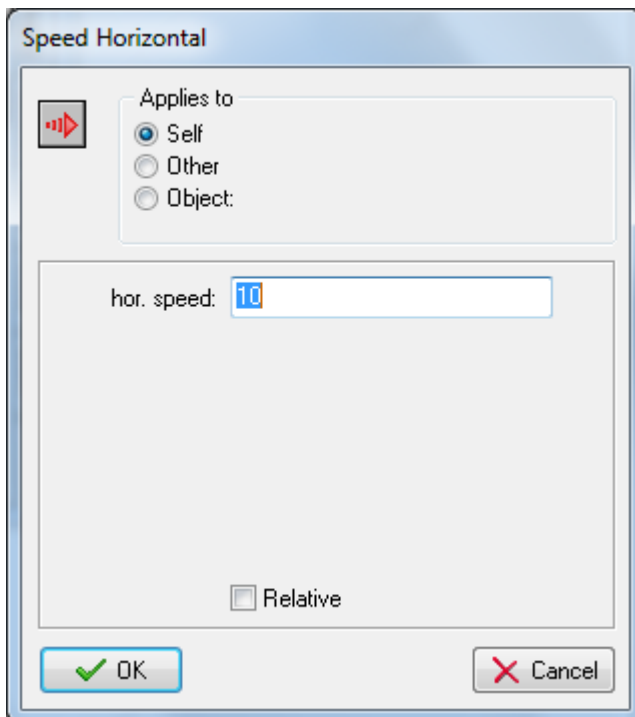 Speed Horizontal
Applies to
Self
Other
Object:
hor. speed: 10
Relative
OK Cancel